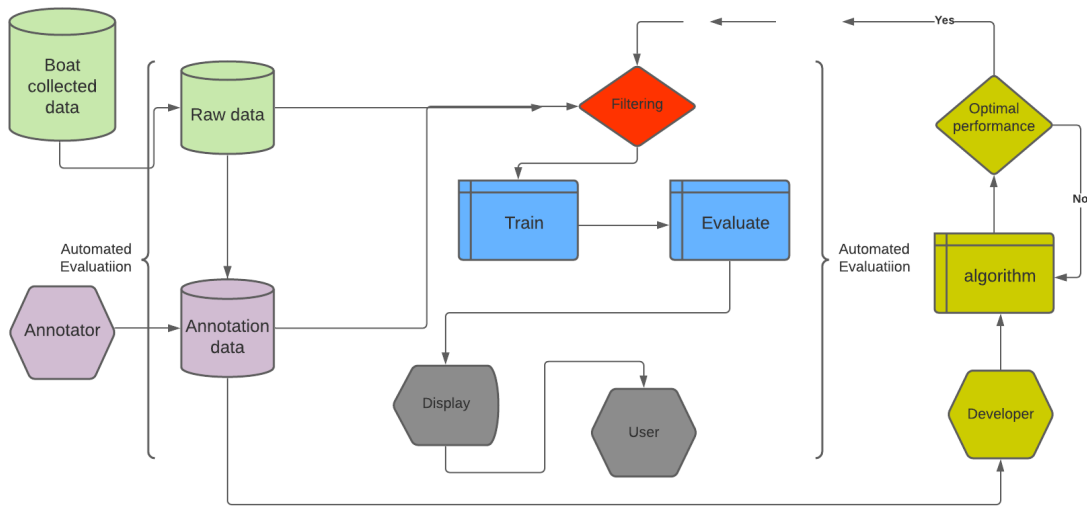 Yes
Boat
collected
data
Raw data
Filtering
Optimal
performance
No
Train
Evaluate
Automated
Evaluatiion
Automated
Evaluatiion
algorithm
Annotator
Annotation
data
Display
User
Developer